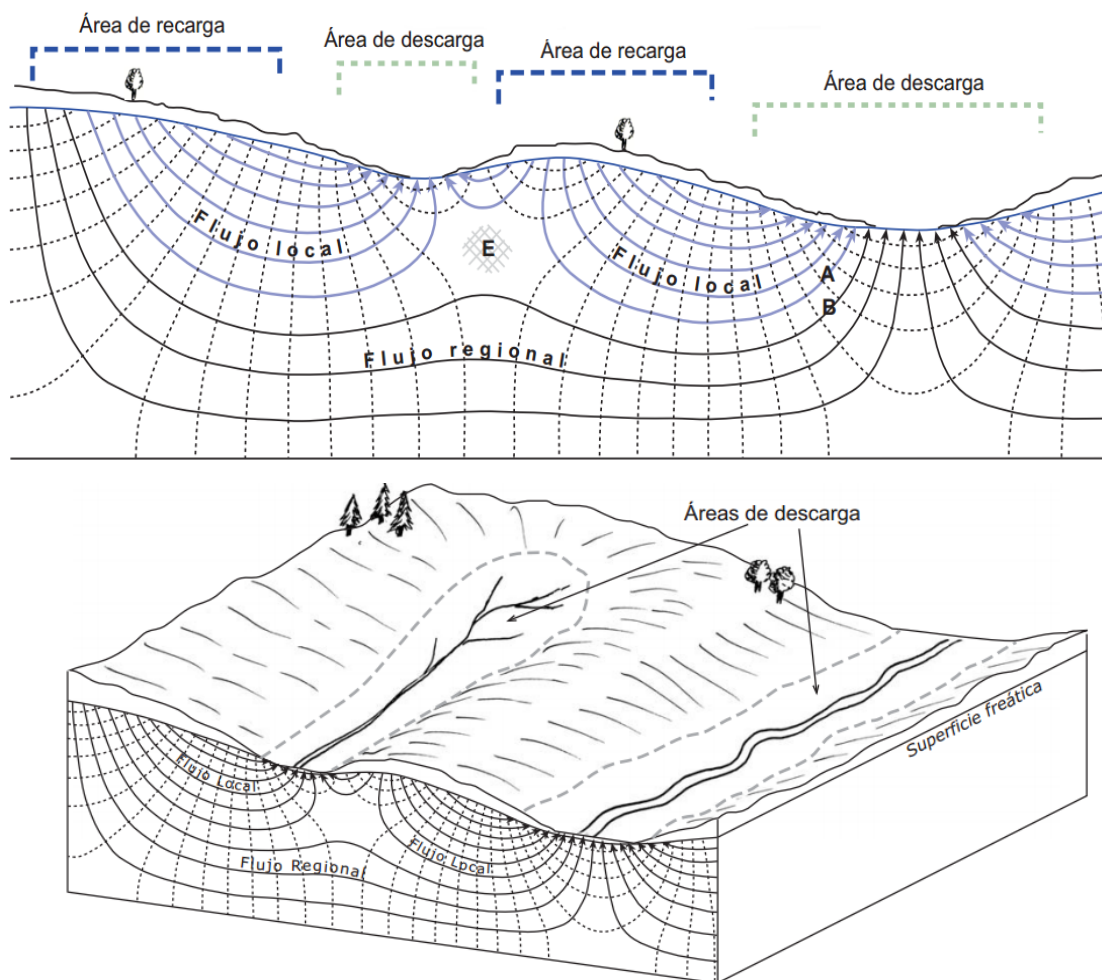 Área de recarga
Área de descarga
Área de recarga
Área de descarga
Flujo local
E
Flujo local
A
B
Flujo regional
Áreas de descarga
Superficie freática
Flujo Local
Flujo Local
Flujo Regional